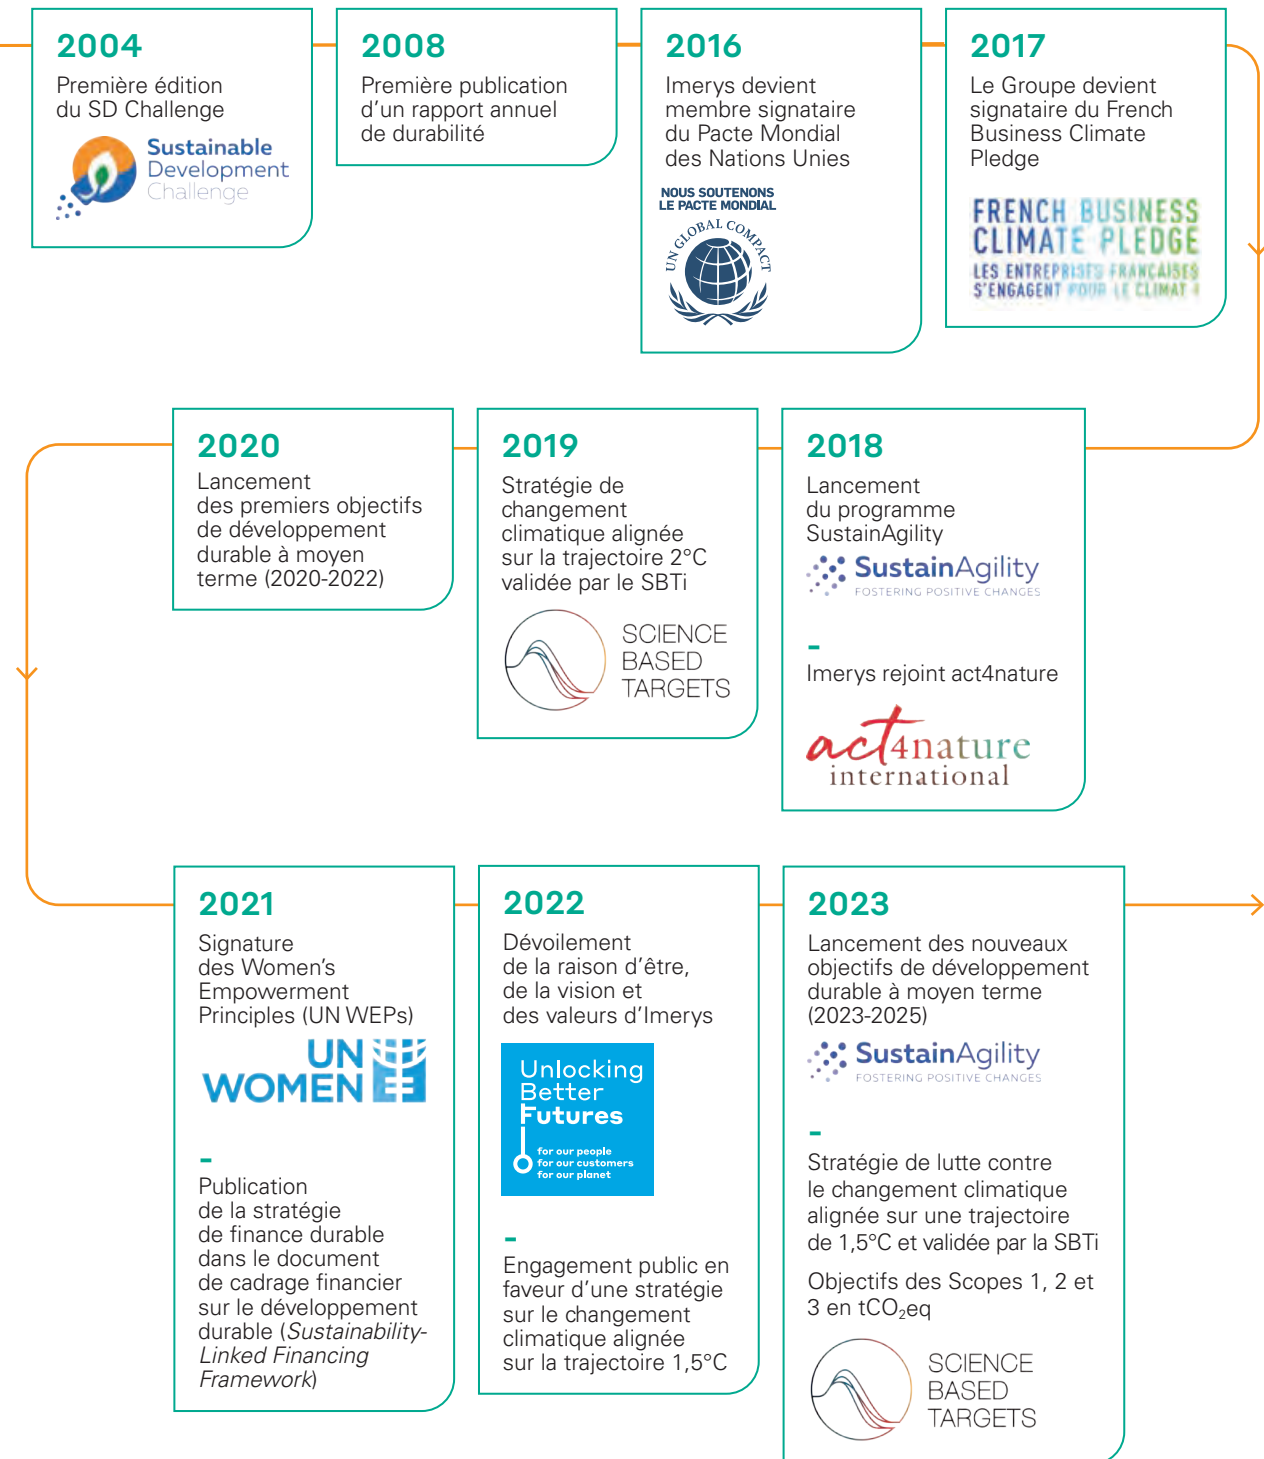 2004
Première édition
du SD Challenge
Sustainable
Development
Challenge
2008
Première publication
d'un rapport annuel
de durabilité
2016
Imerys devient
membre signataire
du Pacte Mondial
des Nations Unies
NOUS SOUTENONS
LE PACTE MONDIAL
UN GLOBAL COMPACT
2017
Le Groupe devient
signataire du French
Business Climate
Pledge
FRENCH BUSINESS
CLIMATE PLEDGE
LES ENTREPRISES FRANÇAISES
S'ENGAGENT POUR LE CLIMAT
2018
Lancement
du programme
SustainAgility
SustainAgility
FOSTERING POSITIVE CHANGES
-
Imerys rejoint act4nature
act4nature
international
2019
Stratégie de
changement
climatique alignée
sur la trajectoire 2°C
validée par le SBTi
SCIENCE
BASED
TARGETS
2020
Lancement
des premiers objectifs
de développement
durable à moyen
terme (2020-2022)
2021
Signature
des Women's
Empowerment
Principles (UN WEPs)
UN
WOMEN
-
Publication
de la stratégie
de finance durable
dans le document
de cadrage financier
sur le développement
durable (Sustainability-
Linked Financing
Framework)
2022
Dévoilement
de la raison d'être,
de la vision et
des valeurs d'Imerys
Unlocking
Better
Futures
for our people
for our customers
for our planet
-
Engagement public en
faveur d'une stratégie
sur le changement
climatique alignée
sur la trajectoire 1,5°C
2023
Lancement des nouveaux
objectifs de développement
durable à moyen terme
(2023-2025)
SustainAgility
FOSTERING POSITIVE CHANGES
-
Stratégie de lutte contre
le changement climatique
alignée sur une trajectoire
de 1,5°C et validée par la SBTi
Objectifs des Scopes 1, 2 et
3 en tCO₂eq
SCIENCE
BASED
TARGETS